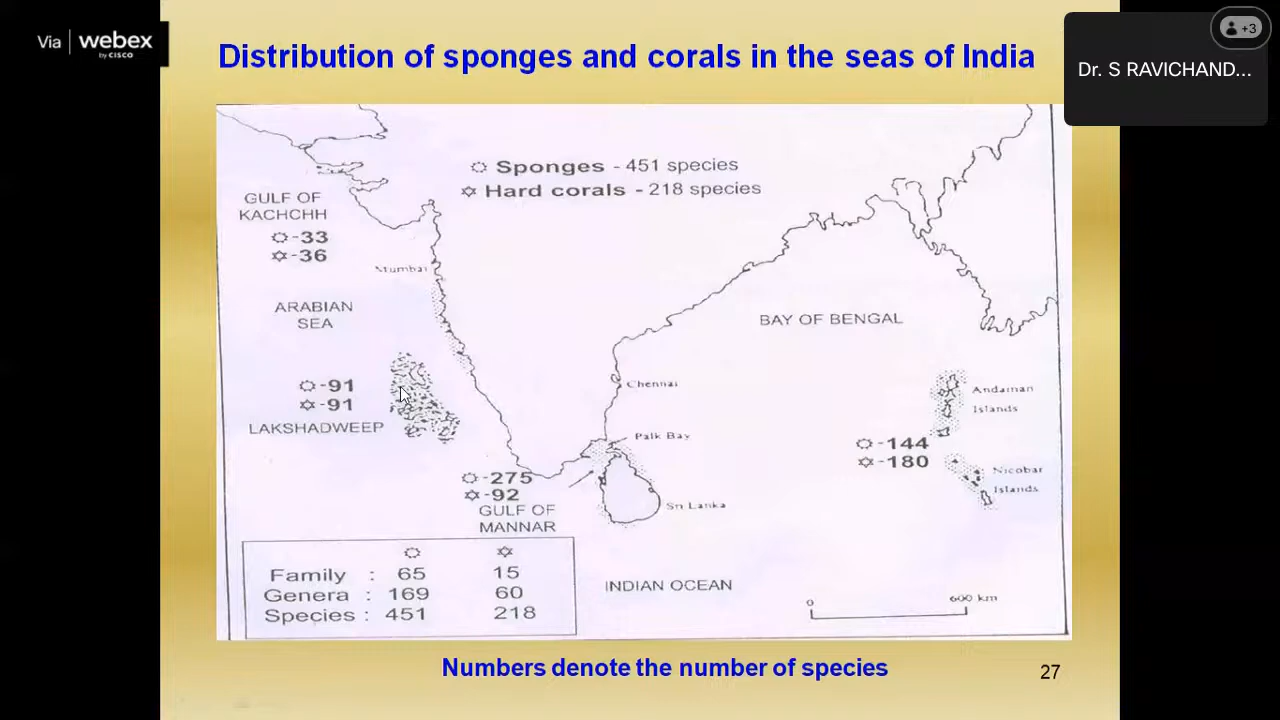 Via webex
by CISCO
+3
Dr. S RAVICHAND...
Distribution of sponges and corals in the seas of India
Sponges - 451 species
Hard corals - 218 species
GULF OF
KACHCHH
-33
-36
Mumbai
ARABIAN
SEA
BAY OF BENGAL
-91
-91
LAKSHADWEEP
Chennai
Andaman
Islands
Palk Bay
-144
-180
Nicobar
Islands
-275
-92
GULF OF
MANNAR
Sri Lanka
Family : 65 15
Genera : 169 60
Species : 451 218
INDIAN OCEAN
0 600 km
Numbers denote the number of species
27